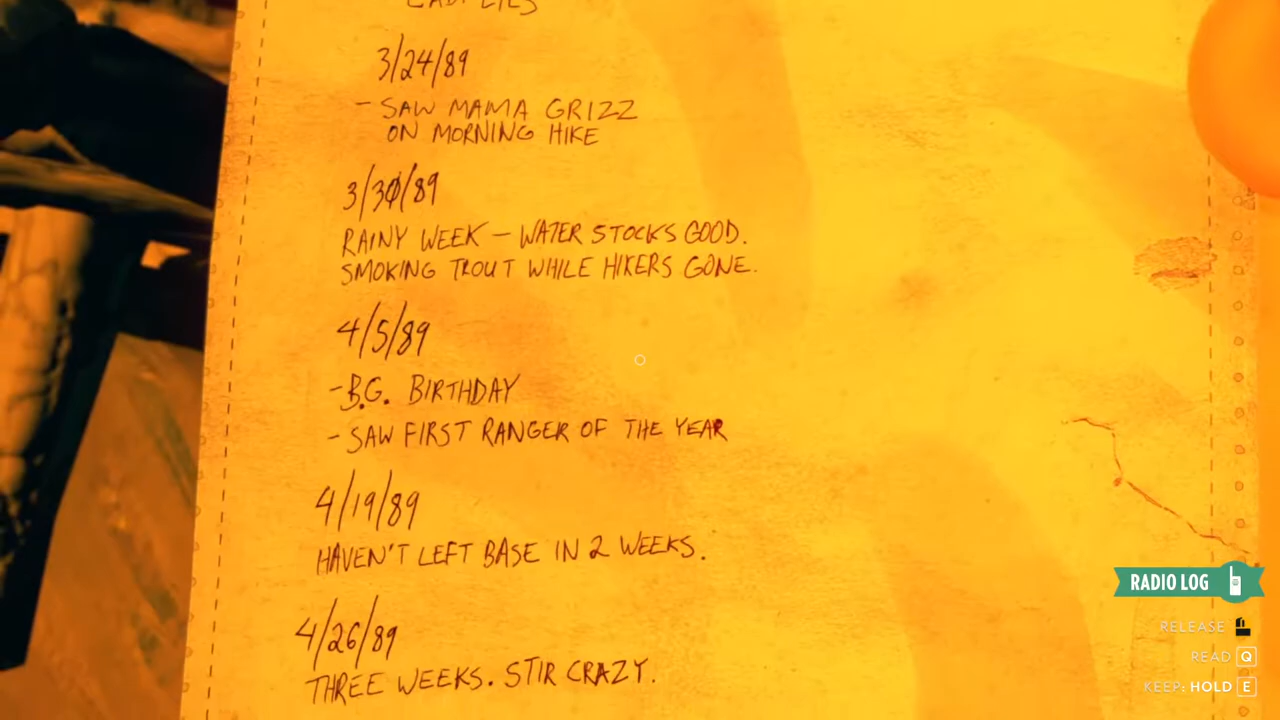 3/24/89
- SAW MAMA GRIZZ
ON MORNING HIKE
3/30/89
RAINY WEEK - WATER STOCKS GOOD.
SMOKING TROUT WHILE HIKERS GONE.
4/5/89
- B.G. BIRTHDAY
- SAW FIRST RANGER OF THE YEAR
4/19/89
HAVEN'T LEFT BASE IN 2 WEEKS.
4/26/89
THREE WEEKS. STIR CRAZY.
RADIO LOG
RELEASE
READ Q
KEEP: HOLD E